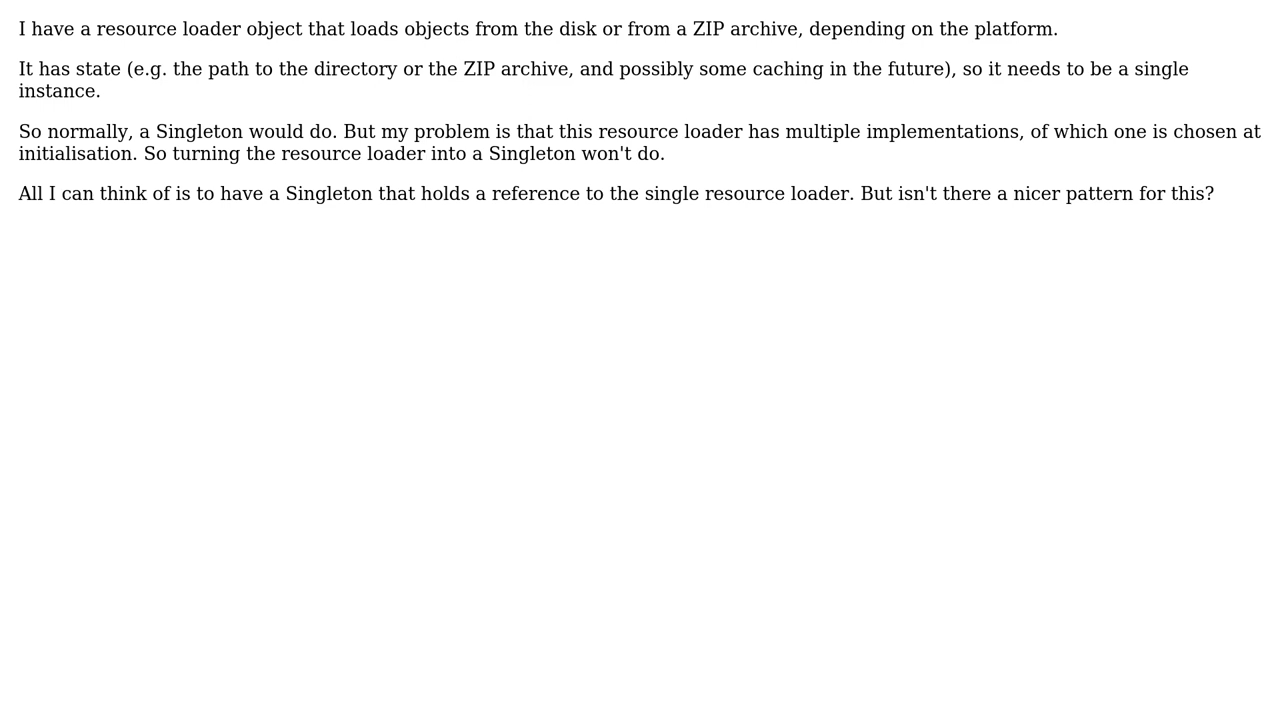 I have a resource loader object that loads objects from the disk or from a ZIP archive, depending on the platform.
It has state (e.g. the path to the directory or the ZIP archive, and possibly some caching in the future), so it needs to be a single
instance.
So normally, a Singleton would do. But my problem is that this resource loader has multiple implementations, of which one is chosen at
initialisation. So turning the resource loader into a Singleton won't do.
All I can think of is to have a Singleton that holds a reference to the single resource loader. But isn't there a nicer pattern for this?